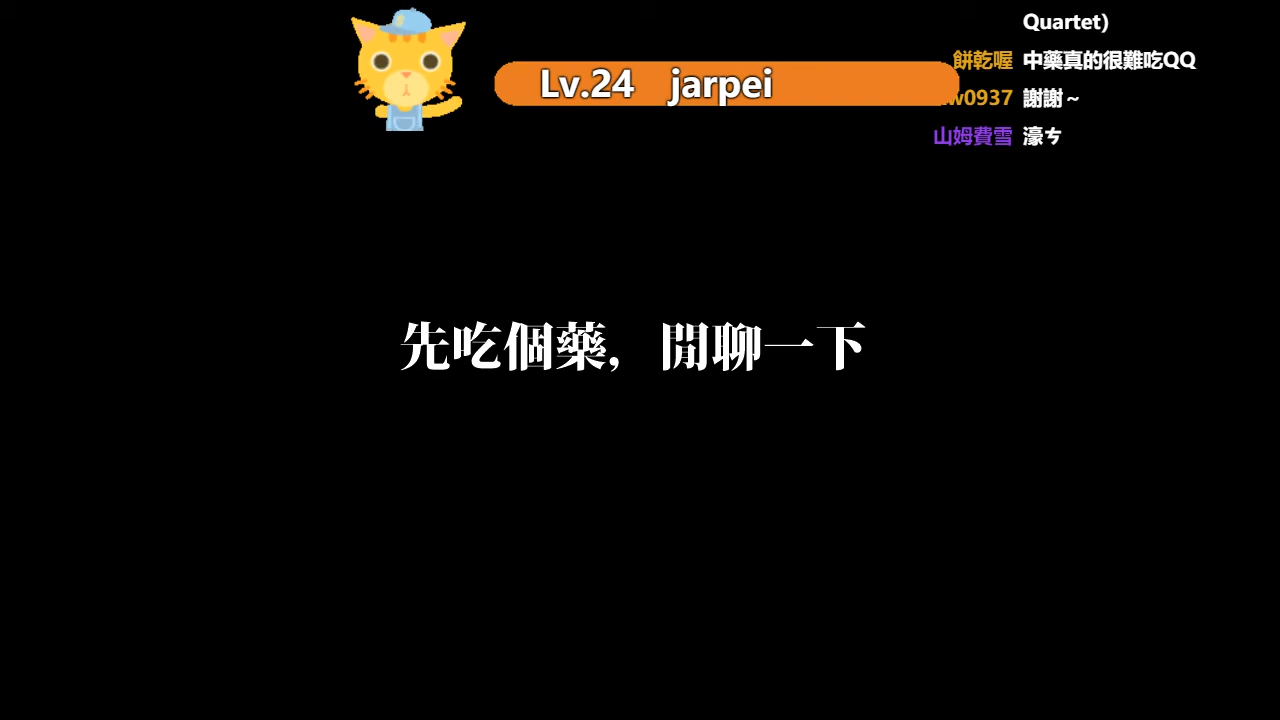 Quartet)
Lv.24 jarpei
餅乾喔 中藥真的很難吃QQ
w0937 謝謝~
山姆費雪 濠ㄘ
先吃個藥，閒聊一下